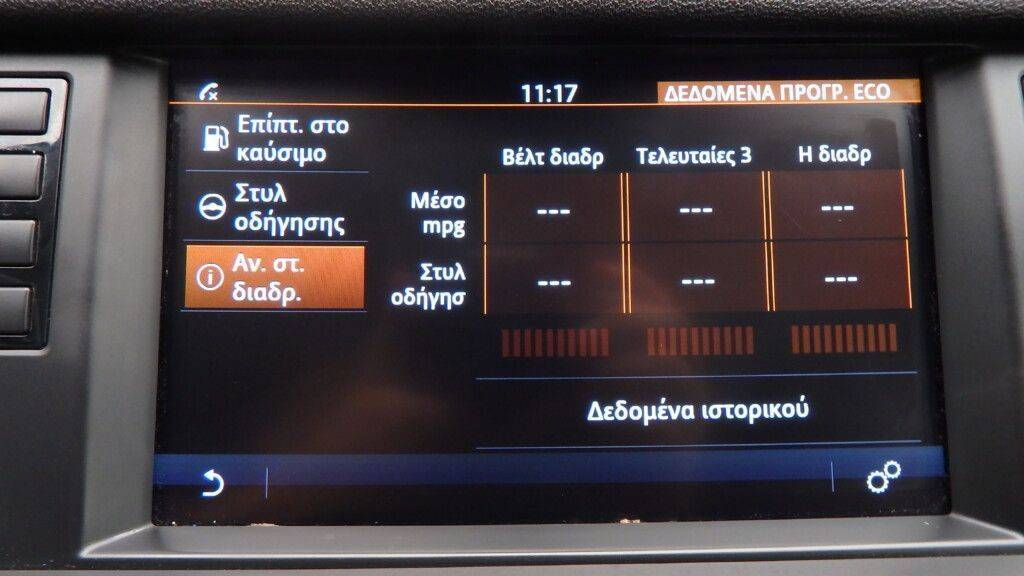 11:17
ΔΕΔΟΜΕΝΑ ΠΡΟΓΡ. ECO
Επίπτ. στο
καύσιμο
Στυλ
οδήγησης
Αν. στ.
διαδρ.
Βέλτ διαδρ
Τελευταίες 3
Η διαδρ
Μέσο
mpg
---
---
---
Στυλ
οδήγησ
---
---
---
Δεδομένα ιστορικού